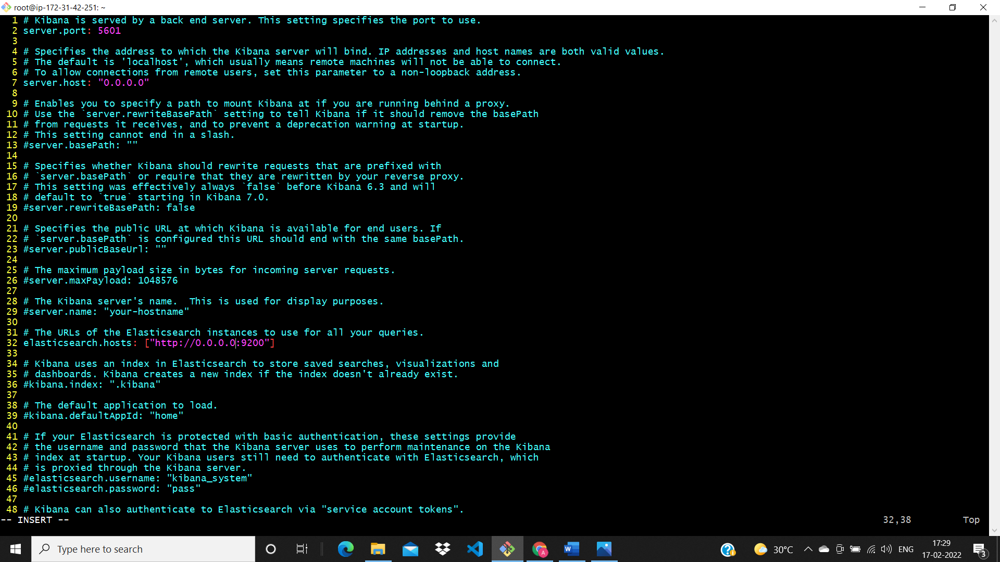 root@ip-172-31-42-251: ~
1 # Kibana is served by a back end server. This setting specifies the port to use.
2 server.port: 5601
3
4 # Specifies the address to which the Kibana server will bind. IP addresses and host names are both valid values.
5 # The default is 'localhost', which usually means remote machines will not be able to connect.
6 # To allow connections from remote users, set this parameter to a non-loopback address.
7 server.host: "0.0.0.0"
8
9 # Enables you to specify a path to mount Kibana at if you are running behind a proxy.
10 # Use the `server.rewriteBasePath` setting to tell Kibana if it should remove the basePath
11 # from requests it receives, and to prevent a deprecation warning at startup.
12 # This setting cannot end in a slash.
13 #server.basePath: ""
14
15 # Specifies whether Kibana should rewrite requests that are prefixed with
16 # `server.basePath` or require that they are rewritten by your reverse proxy.
17 # This setting was effectively always `false` before Kibana 6.3 and will
18 # default to `true` starting in Kibana 7.0.
19 #server.rewriteBasePath: false
20
21 # Specifies the public URL at which Kibana is available for end users. If
22 # `server.basePath` is configured this URL should end with the same basePath.
23 #server.publicBaseUrl: ""
24
25 # The maximum payload size in bytes for incoming server requests.
26 #server.maxPayload: 1048576
27
28 # The Kibana server's name.  This is used for display purposes.
29 #server.name: "your-hostname"
30
31 # The URLs of the Elasticsearch instances to use for all your queries.
32 elasticsearch.hosts: ["http://0.0.0.0:9200"]
33
34 # Kibana uses an index in Elasticsearch to store saved searches, visualizations and
35 # dashboards. Kibana creates a new index if the index doesn't already exist.
36 #kibana.index: ".kibana"
37
38 # The default application to load.
39 #kibana.defaultAppId: "home"
40
41 # If your Elasticsearch is protected with basic authentication, these settings provide
42 # the username and password that the Kibana server uses to perform maintenance on the Kibana
43 # index at startup. Your Kibana users still need to authenticate with Elasticsearch, which
44 # is proxied through the Kibana server.
45 #elasticsearch.username: "kibana_system"
46 #elasticsearch.password: "pass"
47
48 # Kibana can also authenticate to Elasticsearch via "service account tokens".
-- INSERT -- 32,38 Top
Type here to search 30°C ENG 17:29
17-02-2022 3